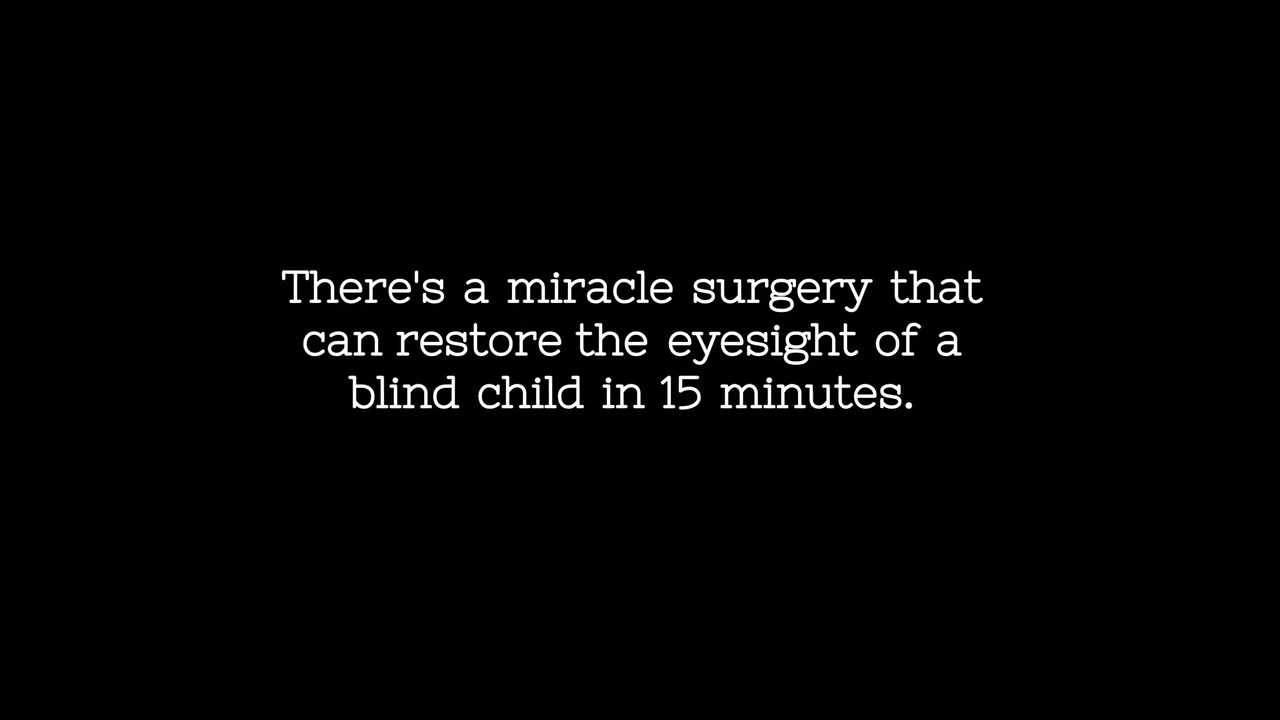 There's a miracle surgery that
can restore the eyesight of a
blind child in 15 minutes.